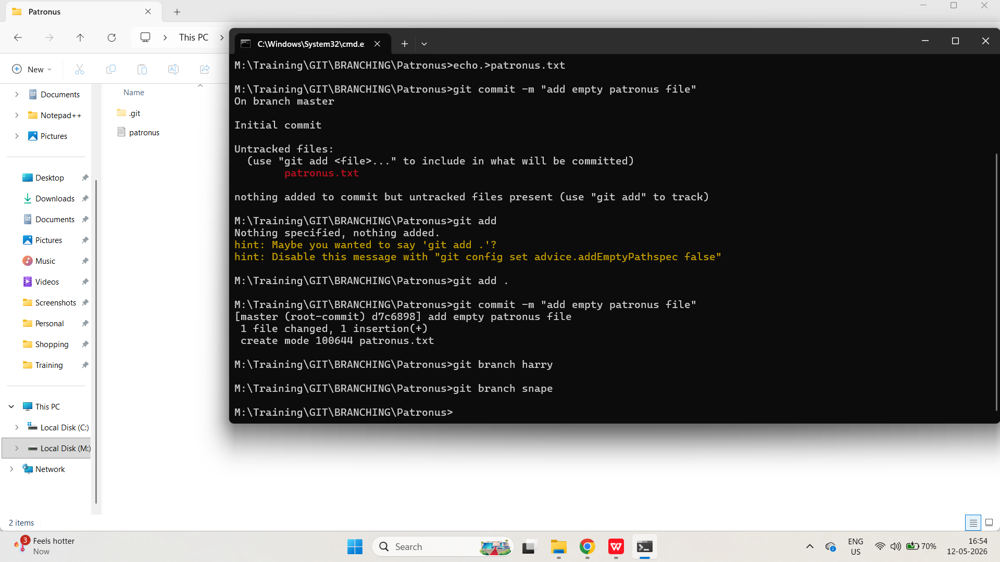 Patronus
This PC
New
Documents
Notepad++
Pictures
Desktop
Downloads
Documents
Pictures
Music
Videos
Screenshots
Personal
Shopping
Training
This PC
Local Disk (C:)
Local Disk (M:)
Network
2 items
Name
.git
patronus
C:\Windows\System32\cmd.e
M:\Training\GIT\BRANCHING\Patronus>echo.>patronus.txt
M:\Training\GIT\BRANCHING\Patronus>git commit -m "add empty patronus file"
On branch master
Initial commit
Untracked files:
(use "git add <file>..." to include in what will be committed)
patronus.txt
nothing added to commit but untracked files present (use "git add" to track)
M:\Training\GIT\BRANCHING\Patronus>git add
Nothing specified, nothing added.
hint: Maybe you wanted to say 'git add .'?
hint: Disable this message with "git config set advice.addEmptyPathspec false"
M:\Training\GIT\BRANCHING\Patronus>git add .
M:\Training\GIT\BRANCHING\Patronus>git commit -m "add empty patronus file"
[master (root-commit) d7c6898] add empty patronus file
1 file changed, 1 insertion(+)
create mode 100644 patronus.txt
M:\Training\GIT\BRANCHING\Patronus>git branch harry
M:\Training\GIT\BRANCHING\Patronus>git branch snape
M:\Training\GIT\BRANCHING\Patronus>
3
Feels hotter
Now
Search
W
ENG
US
70%
16:54
12-05-2026